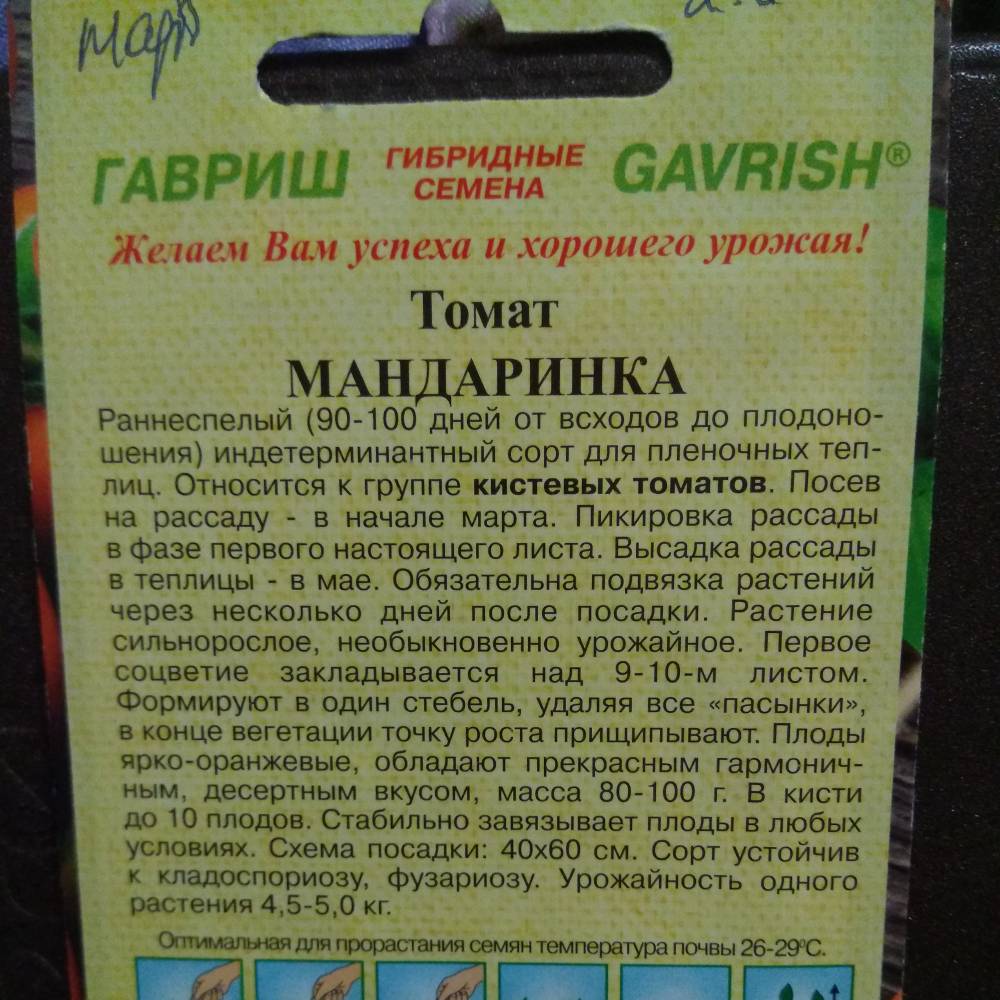 март
ГАВРИШ ГИБРИДНЫЕ СЕМЕНА GAVRISH®
Желаем Вам успеха и хорошего урожая!
Томат
МАНДАРИНКА
Раннеспелый (90-100 дней от всходов до плодоно-
шения) индетерминантный сорт для пленочных теп-
лиц. Относится к группе кистевых томатов. Посев
на рассаду - в начале марта. Пикировка рассады
в фазе первого настоящего листа. Высадка рассады
в теплицы - в мае. Обязательна подвязка растений
через несколько дней после посадки. Растение
сильнорослое, необыкновенно урожайное. Первое
соцветие закладывается над 9-10-м листом.
Формируют в один стебель, удаляя все «пасынки»,
в конце вегетации точку роста прищипывают. Плоды
ярко-оранжевые, обладают прекрасным гармонич-
ным, десертным вкусом, масса 80-100 г. В кисти
до 10 плодов. Стабильно завязывает плоды в любых
условиях. Схема посадки: 40х60 см. Сорт устойчив
к кладоспориозу, фузариозу. Урожайность одного
растения 4,5-5,0 кг.
Оптимальная для прорастания семян температура почвы 26-29°С.